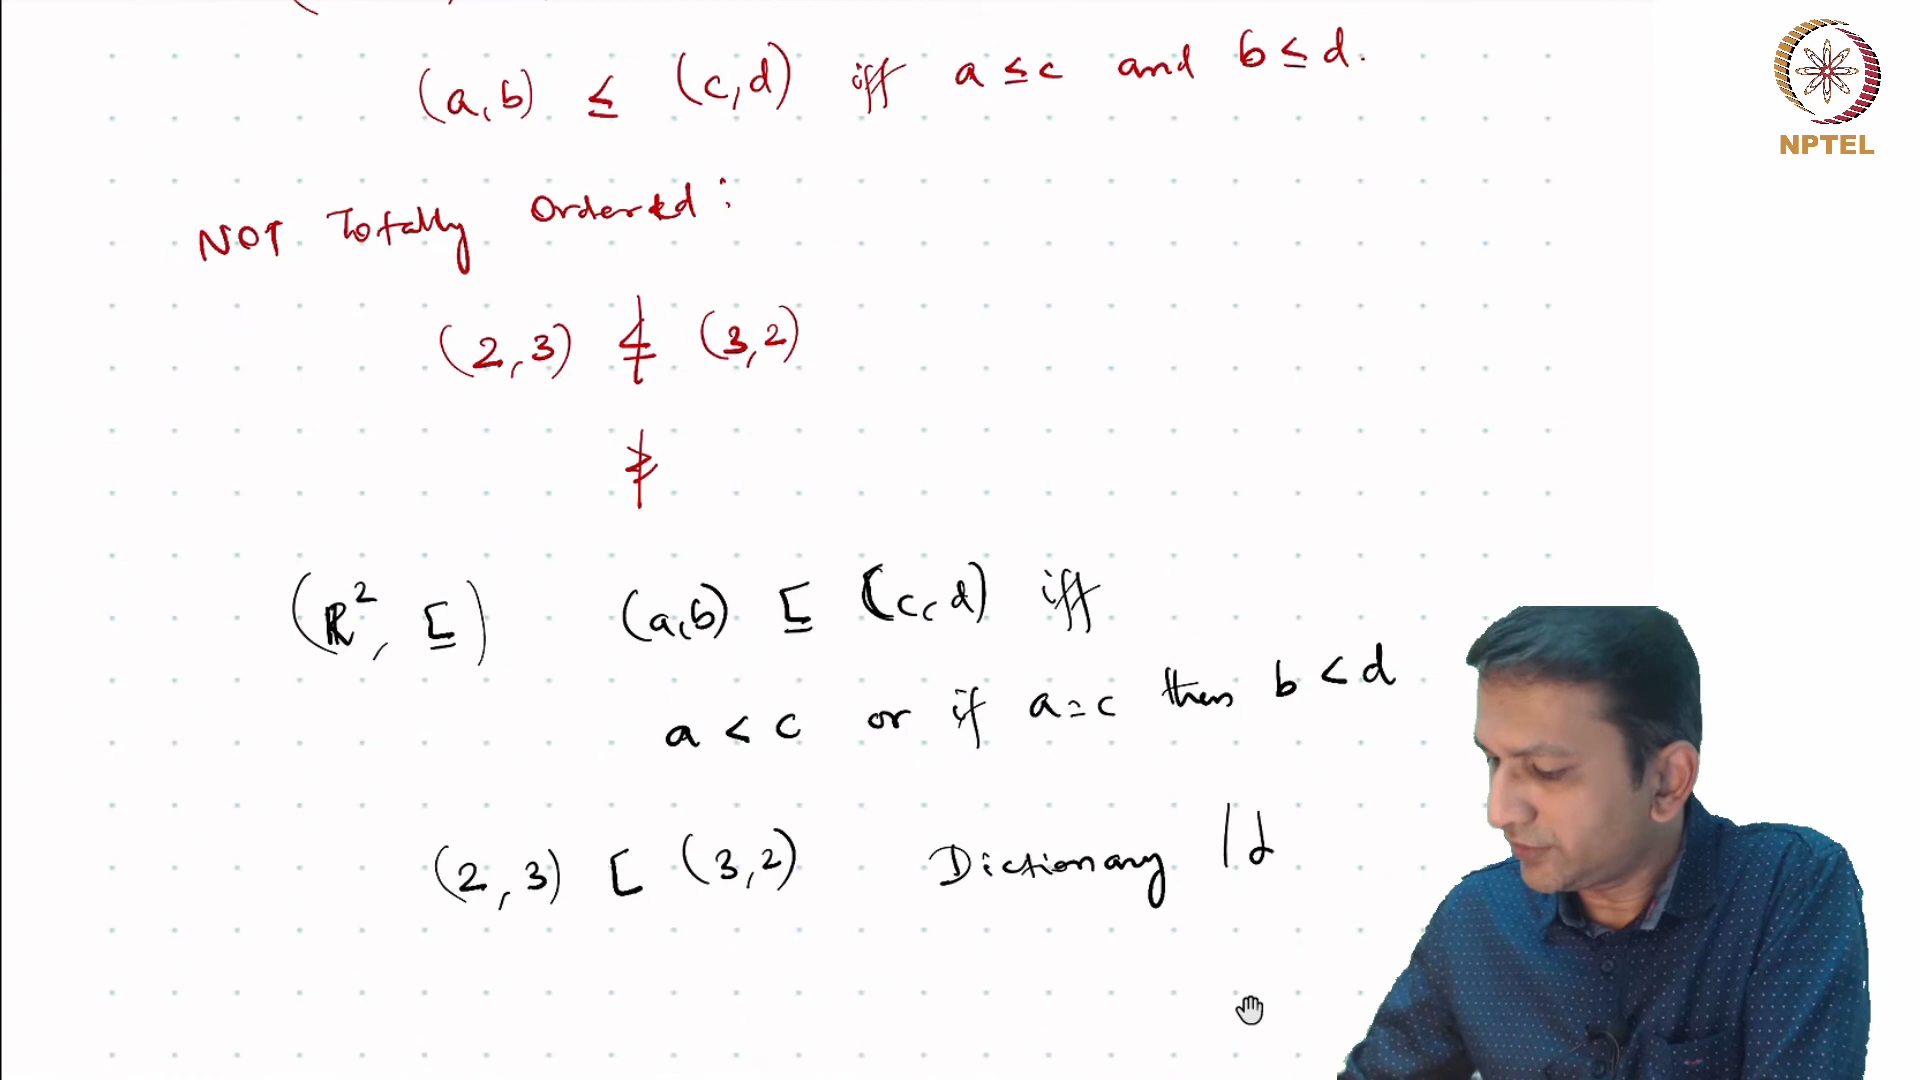 (a,b) ≤ (c,d) iff a ≤ c and b ≤ d.
NPTEL
NOT Totally Ordered :
(2,3) ≰ (3,2)
≱
(ℝ², ⊑) (a,b) ⊑ (c,d) iff
a < c or if a=c then b < d
(2,3) ⊏ (3,2) Dictionary